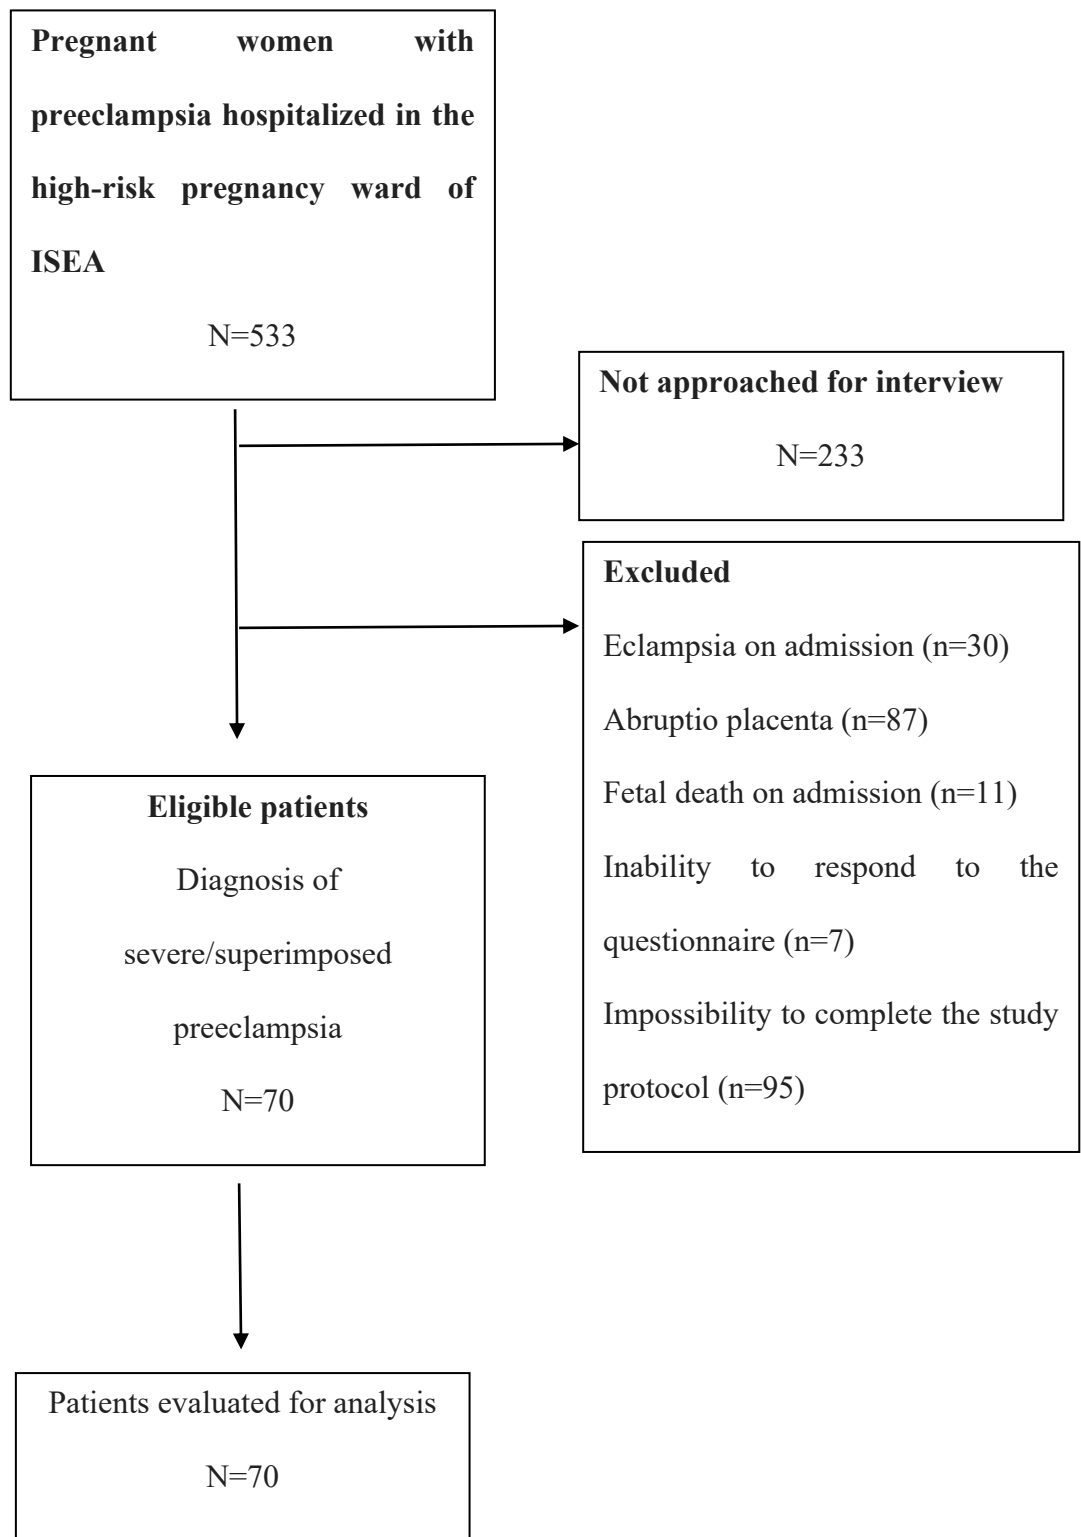 Pregnant women with
preeclampsia hospitalized in the
high-risk pregnancy ward of
ISEA
N=533
Not approached for interview
N=233
Excluded
Eclampsia on admission (n=30)
Abruptio placenta (n=87)
Fetal death on admission (n=11)
Inability to respond to the
questionnaire (n=7)
Impossibility to complete the study
protocol (n=95)
Eligible patients
Diagnosis of
severe/superimposed
preeclampsia
N=70
Patients evaluated for analysis
N=70